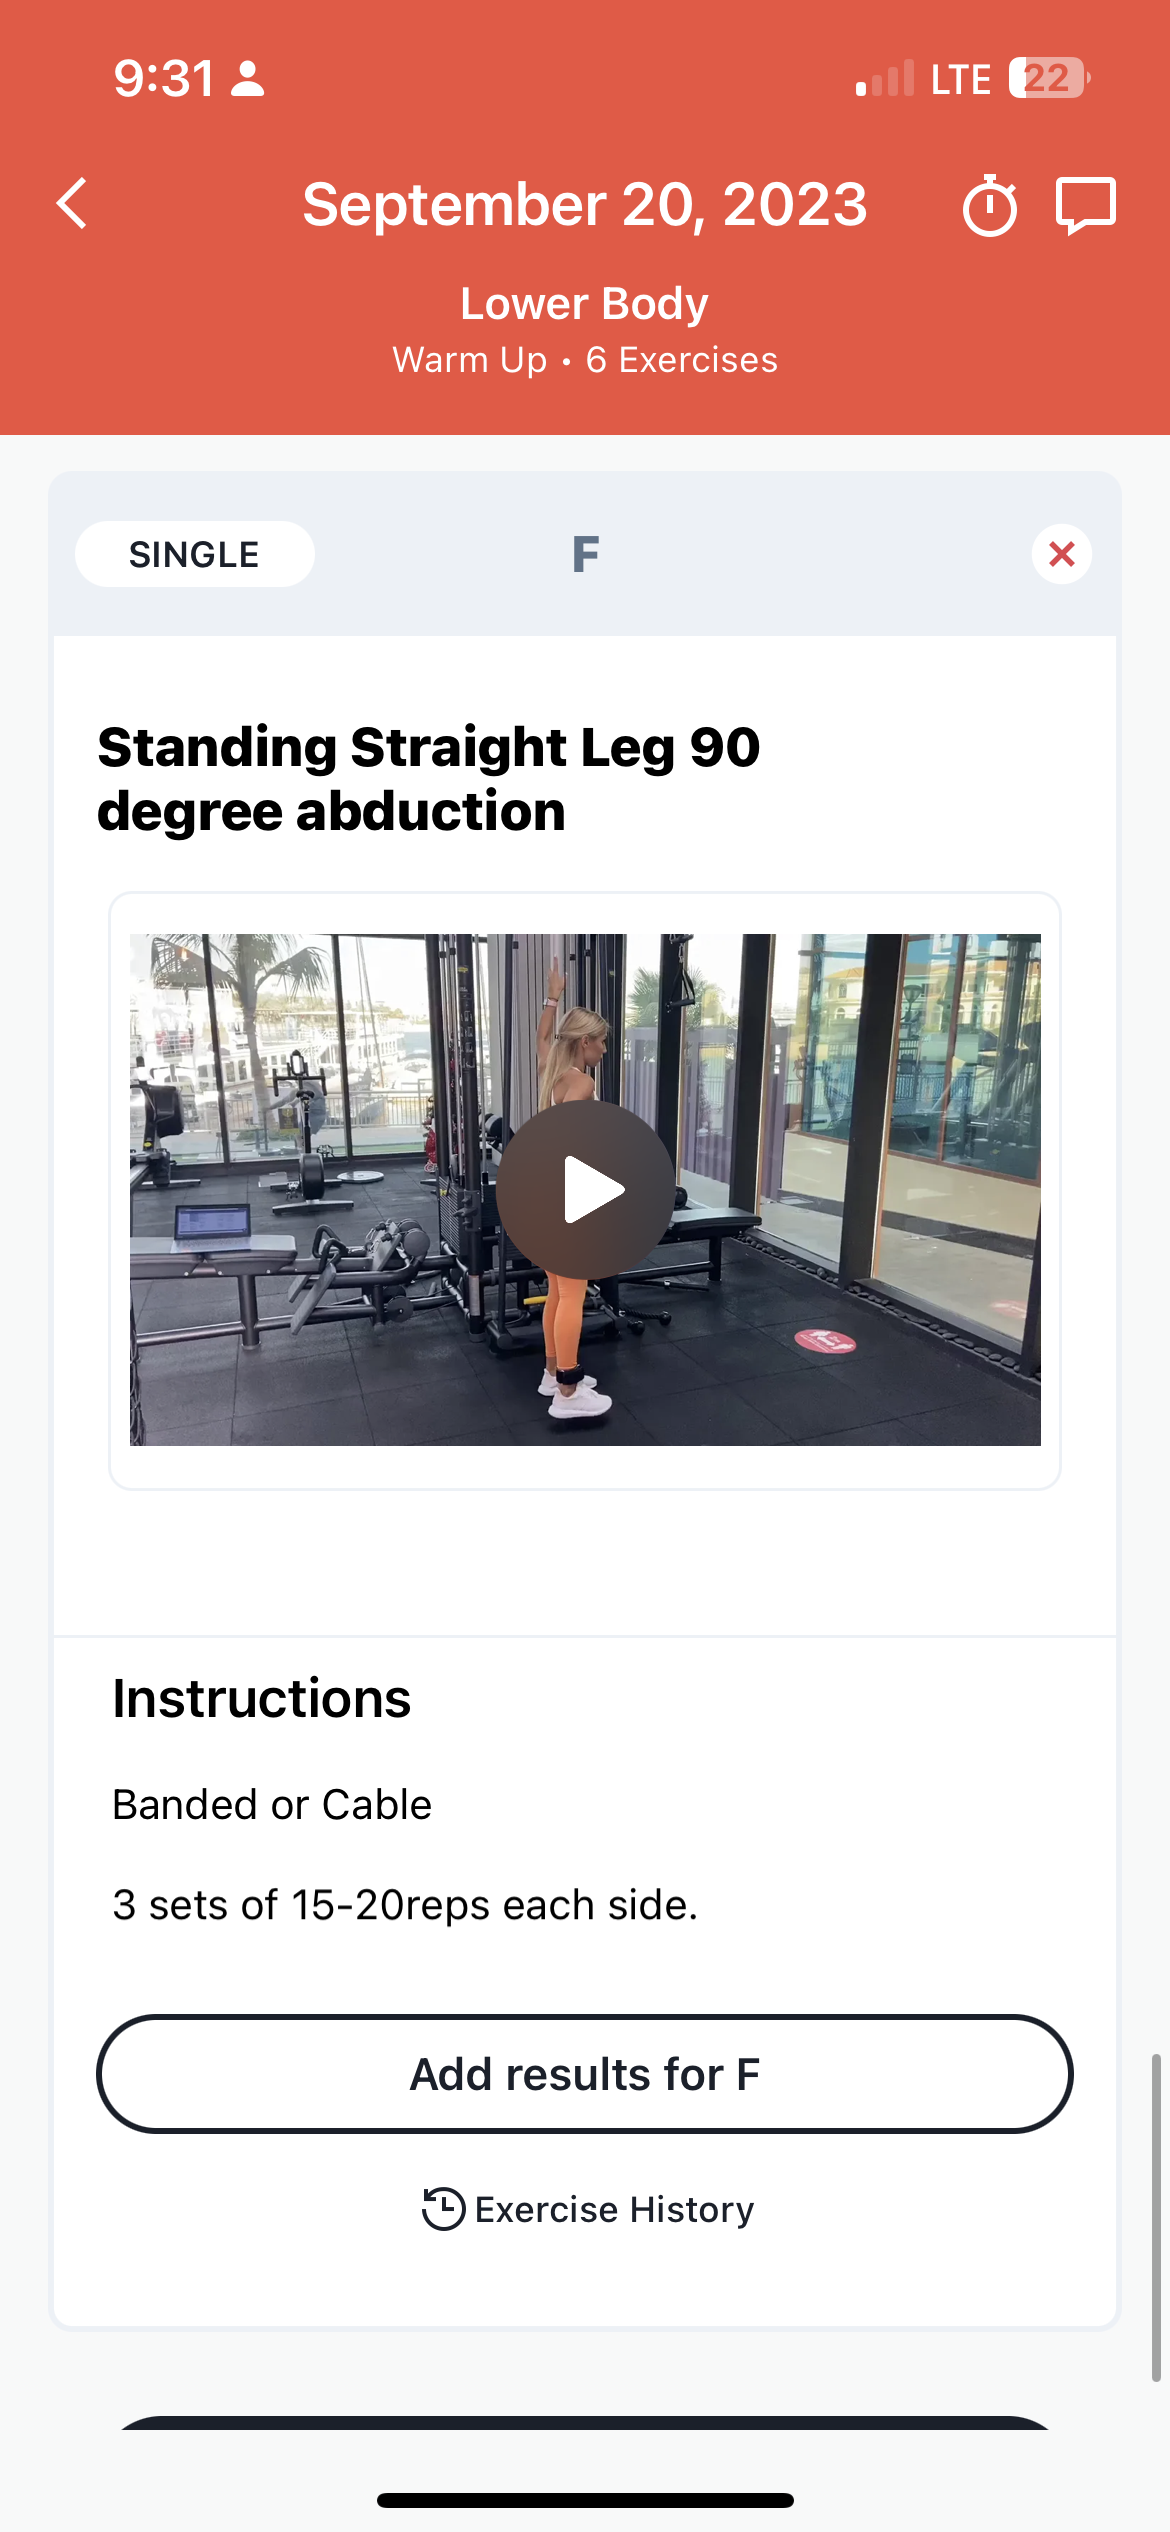 9:31
LTE 22
September 20, 2023
Lower Body
Warm Up • 6 Exercises
SINGLE
F
Standing Straight Leg 90
degree abduction
Instructions
Banded or Cable
3 sets of 15-20reps each side.
Add results for F
Exercise History